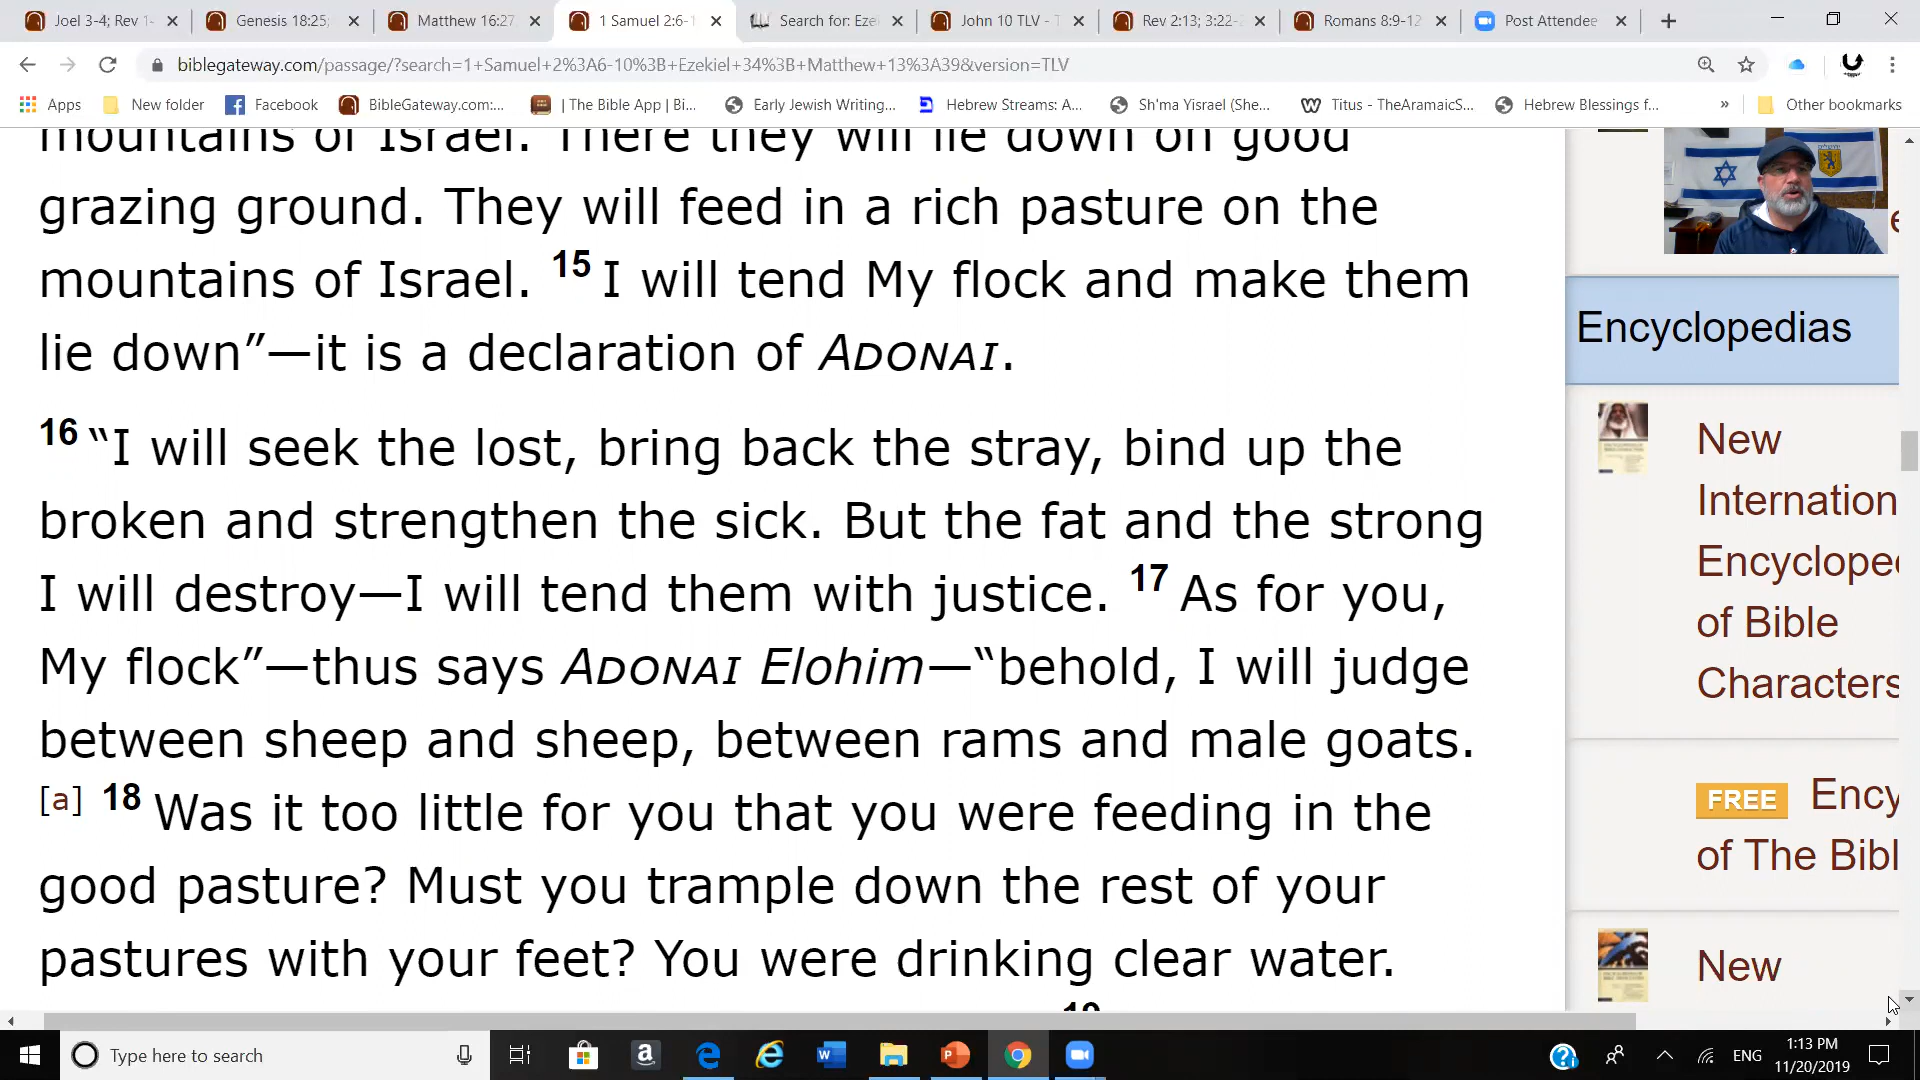 Joel 3-4; Rev 1-
Genesis 18:25;
Matthew 16:27
1 Samuel 2:6-1
Search for: Eze
John 10 TLV - T
Rev 2:13; 3:22-
Romans 8:9-12
Post Attendee
biblegateway.com/passage/?search=1+Samuel+2%3A6-10%3B+Ezekiel+34%3B+Matthew+13%3A39&version=TLV
Apps
New folder
Facebook
BibleGateway.com:...
| The Bible App | Bi...
Early Jewish Writing...
Hebrew Streams: A...
Sh'ma Yisrael (She...
Titus - TheAramaicS...
Hebrew Blessings f...
»
Other bookmarks
mountains of Israel. There they will lie down on good
grazing ground. They will feed in a rich pasture on the
mountains of Israel. 15 I will tend My flock and make them
lie down”—it is a declaration of ADONAI.
16 “I will seek the lost, bring back the stray, bind up the
broken and strengthen the sick. But the fat and the strong
I will destroy—I will tend them with justice. 17 As for you,
My flock”—thus says ADONAI Elohim—“behold, I will judge
between sheep and sheep, between rams and male goats.
[a] 18 Was it too little for you that you were feeding in the
good pasture? Must you trample down the rest of your
pastures with your feet? You were drinking clear water.
19
Encyclopedias
New
Internation
Encyclope
of Bible
Characters
FREE Ency
of The Bibl
New
Type here to search
ENG
1:13 PM
11/20/2019